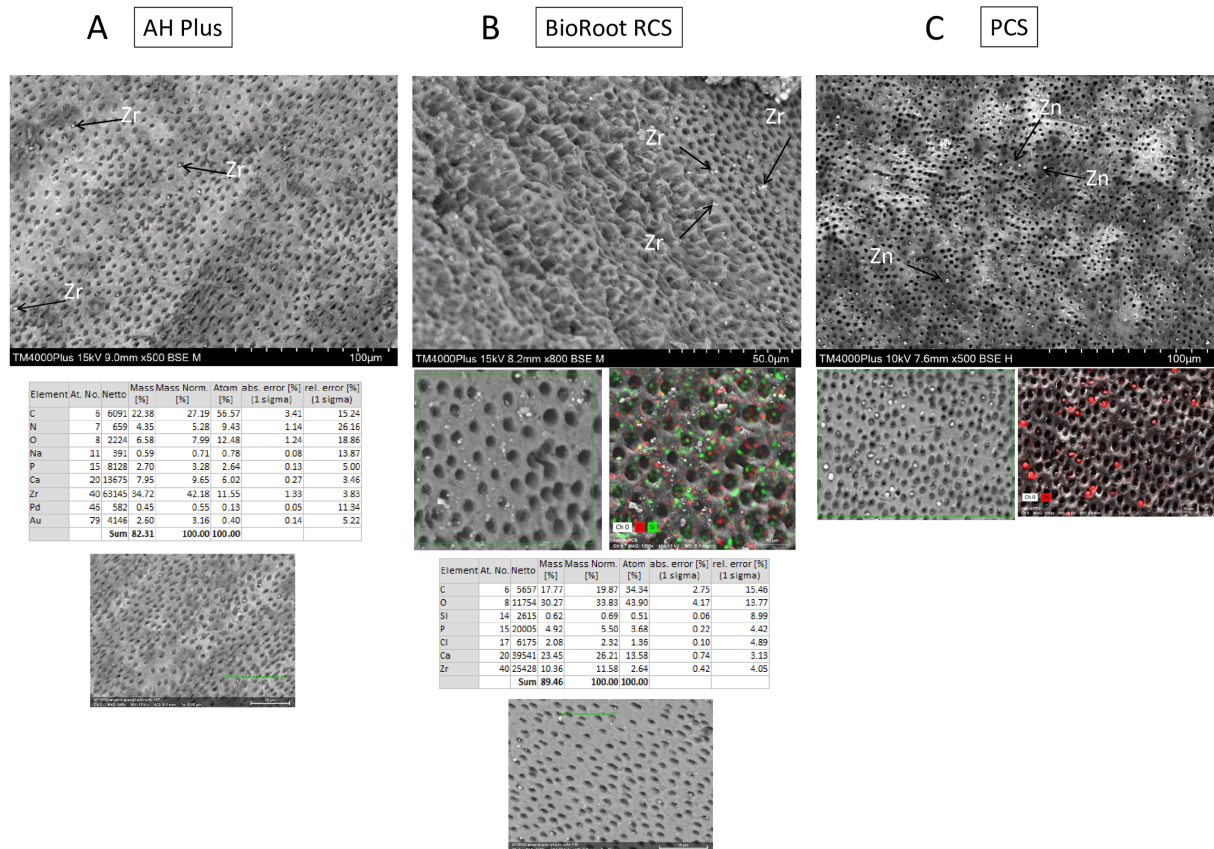 A AH Plus
B BioRoot RCS
C PCS
Zr
Zr
Zr
TM4000Plus 15kV 9.0mm x500 BSE M 100µm
Zr
Zr
Zr
TM4000Plus 15kV 8.2mm x800 BSE M 50.0µm
Zn
Zn
Zn
TM4000Plus 10kV 7.6mm x500 BSE H 100µm
Element At. No. Netto Mass [%] Mass Norm. [%] Atom [%] abs. error [%] (1 sigma) rel. error [%] (1 sigma)
C 6 6091 22.38 27.19 56.57 3.41 15.24
N 7 659 4.35 5.28 9.43 1.14 26.16
O 8 2224 6.58 7.99 12.48 1.24 18.86
Na 11 391 0.59 0.71 0.78 0.08 13.87
P 15 8128 2.70 3.28 2.64 0.13 5.00
Ca 20 13675 7.95 9.65 6.02 0.27 3.46
Zr 40 63145 34.72 42.18 11.55 1.33 3.83
Pd 46 582 0.45 0.55 0.13 0.05 11.34
Au 79 4146 2.60 3.16 0.40 0.14 5.22
Sum 82.31 100.00 100.00
Ch 0 Cl Si
Ch 0
Element At. No. Netto Mass [%] Mass Norm. [%] Atom [%] abs. error [%] (1 sigma) rel. error [%] (1 sigma)
C 6 5657 17.77 19.87 34.34 2.75 15.46
O 8 11754 30.27 33.83 43.90 4.17 13.77
Si 14 2615 0.62 0.69 0.51 0.06 8.99
P 15 20005 4.92 5.50 3.68 0.22 4.42
Cl 17 6175 2.08 2.32 1.36 0.10 4.89
Ca 20 39541 23.45 26.21 13.58 0.74 3.13
Zr 40 25428 10.36 11.58 2.64 0.42 4.05
Sum 89.46 100.00 100.00